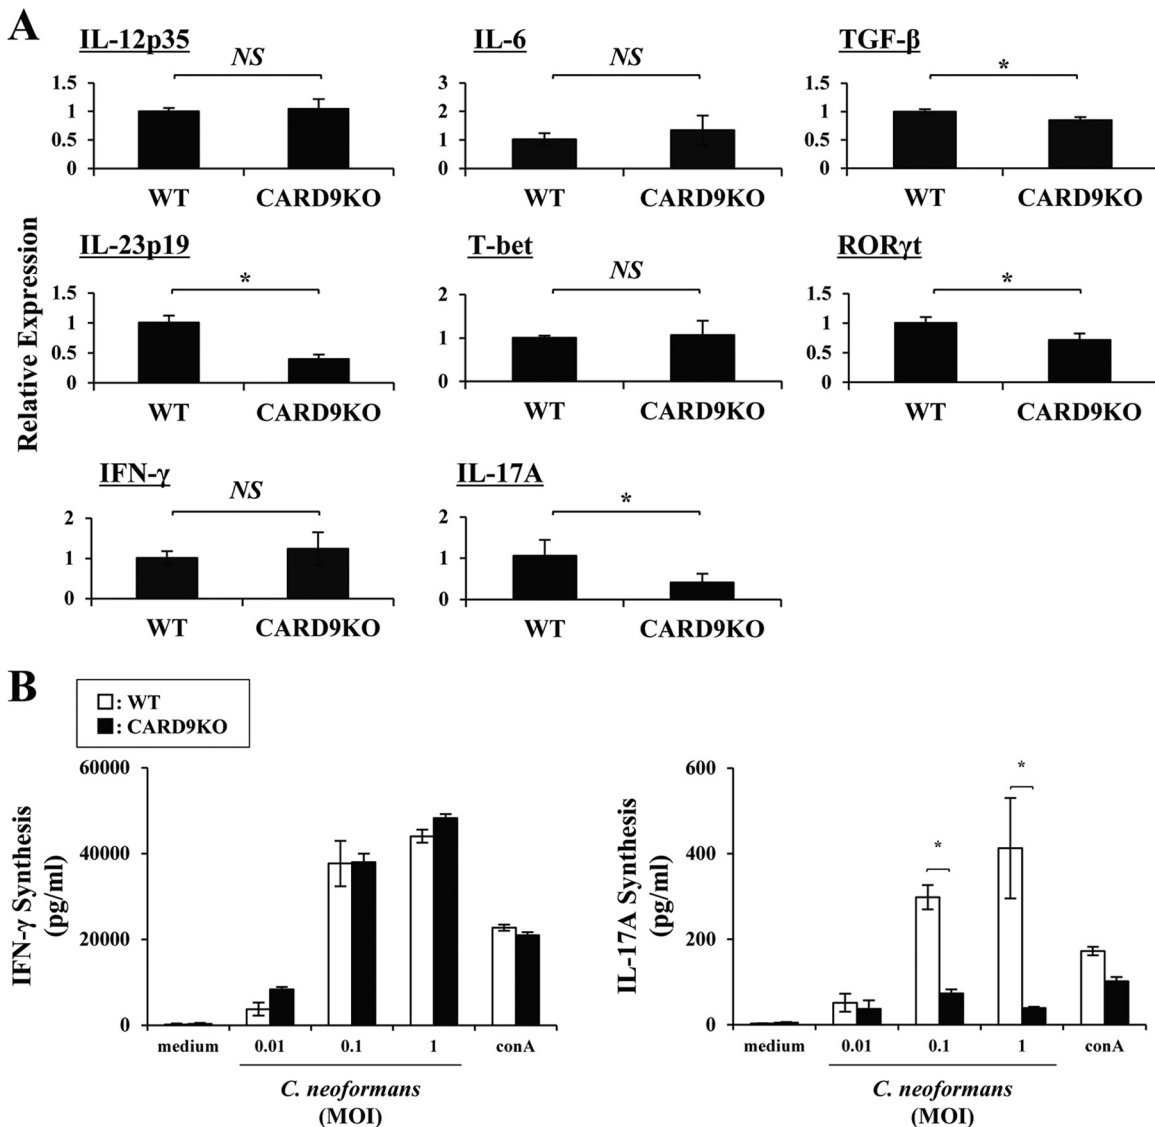 A
IL-12p35
NS
1.5
1
0.5
0
WT CARD9KO
IL-6
NS
3
2
1
0
WT CARD9KO
TGF-β
*
1.5
1
0.5
0
WT CARD9KO
Relative Expression
IL-23p19
*
1.5
1
0.5
0
WT CARD9KO
T-bet
NS
2
1
0
WT CARD9KO
RORγt
*
1.5
1
0.5
0
WT CARD9KO
IFN-γ
NS
2
1
0
WT CARD9KO
IL-17A
*
2
1
0
WT CARD9KO
B
: WT
: CARD9KO
IFN-γ Synthesis
(pg/ml)
60000
40000
20000
0
medium 0.01 0.1 1 conA
C. neoformans
(MOI)
IL-17A Synthesis
(pg/ml)
600
400
200
0
*
*
medium 0.01 0.1 1 conA
C. neoformans
(MOI)